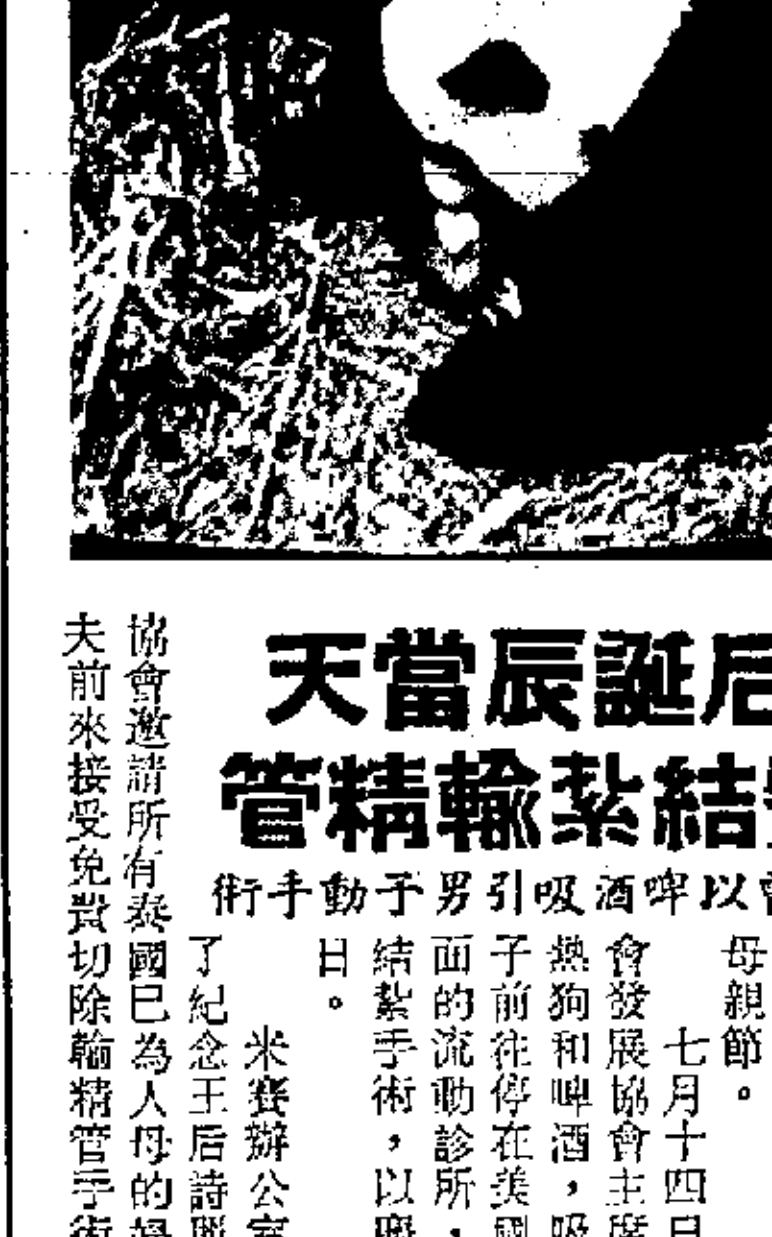 后誕辰當天
結紮輸精管
以啤酒吸引男子動手術
母親節。
七月十四日
會發展協會主席
熱狗和啤酒，吸
子前往停在美國
面的流動診所，
結紮手術，以
日。
米賽辦公室
了紀念王后詩麗
協會邀請所有泰國已為人母的婦
夫前來接受免費切除輸精管手術